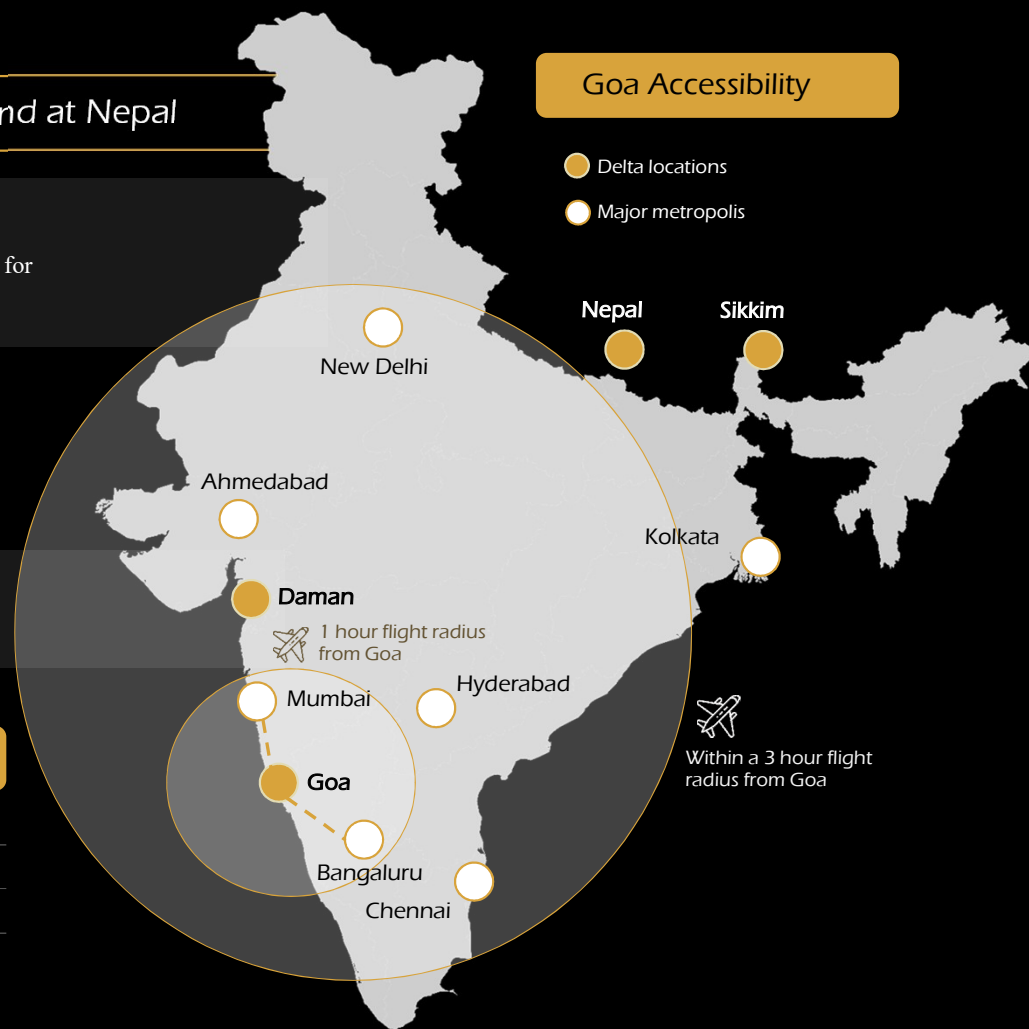 nd at Nepal
for
Goa Accessibility
Delta locations
Major metropolis
Nepal
Sikkim
New Delhi
Ahmedabad
Kolkata
Daman
1 hour flight radius
from Goa
Hyderabad
Mumbai
Within a 3 hour flight
radius from Goa
Goa
Bangaluru
Chennai